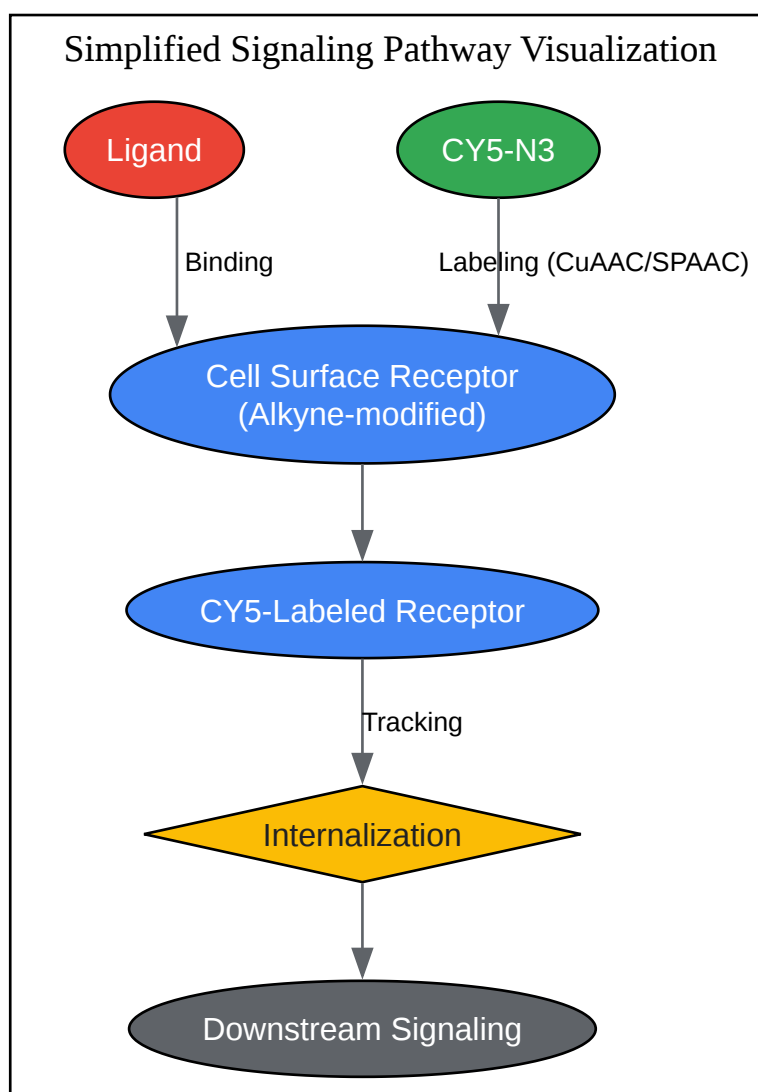 Simplified Signaling Pathway Visualization
Ligand
CY5-N3
Binding
Labeling (CuAAC/SPAAC)
Cell Surface Receptor
(Alkyne-modified)
CY5-Labeled Receptor
Tracking
Internalization
Downstream Signaling